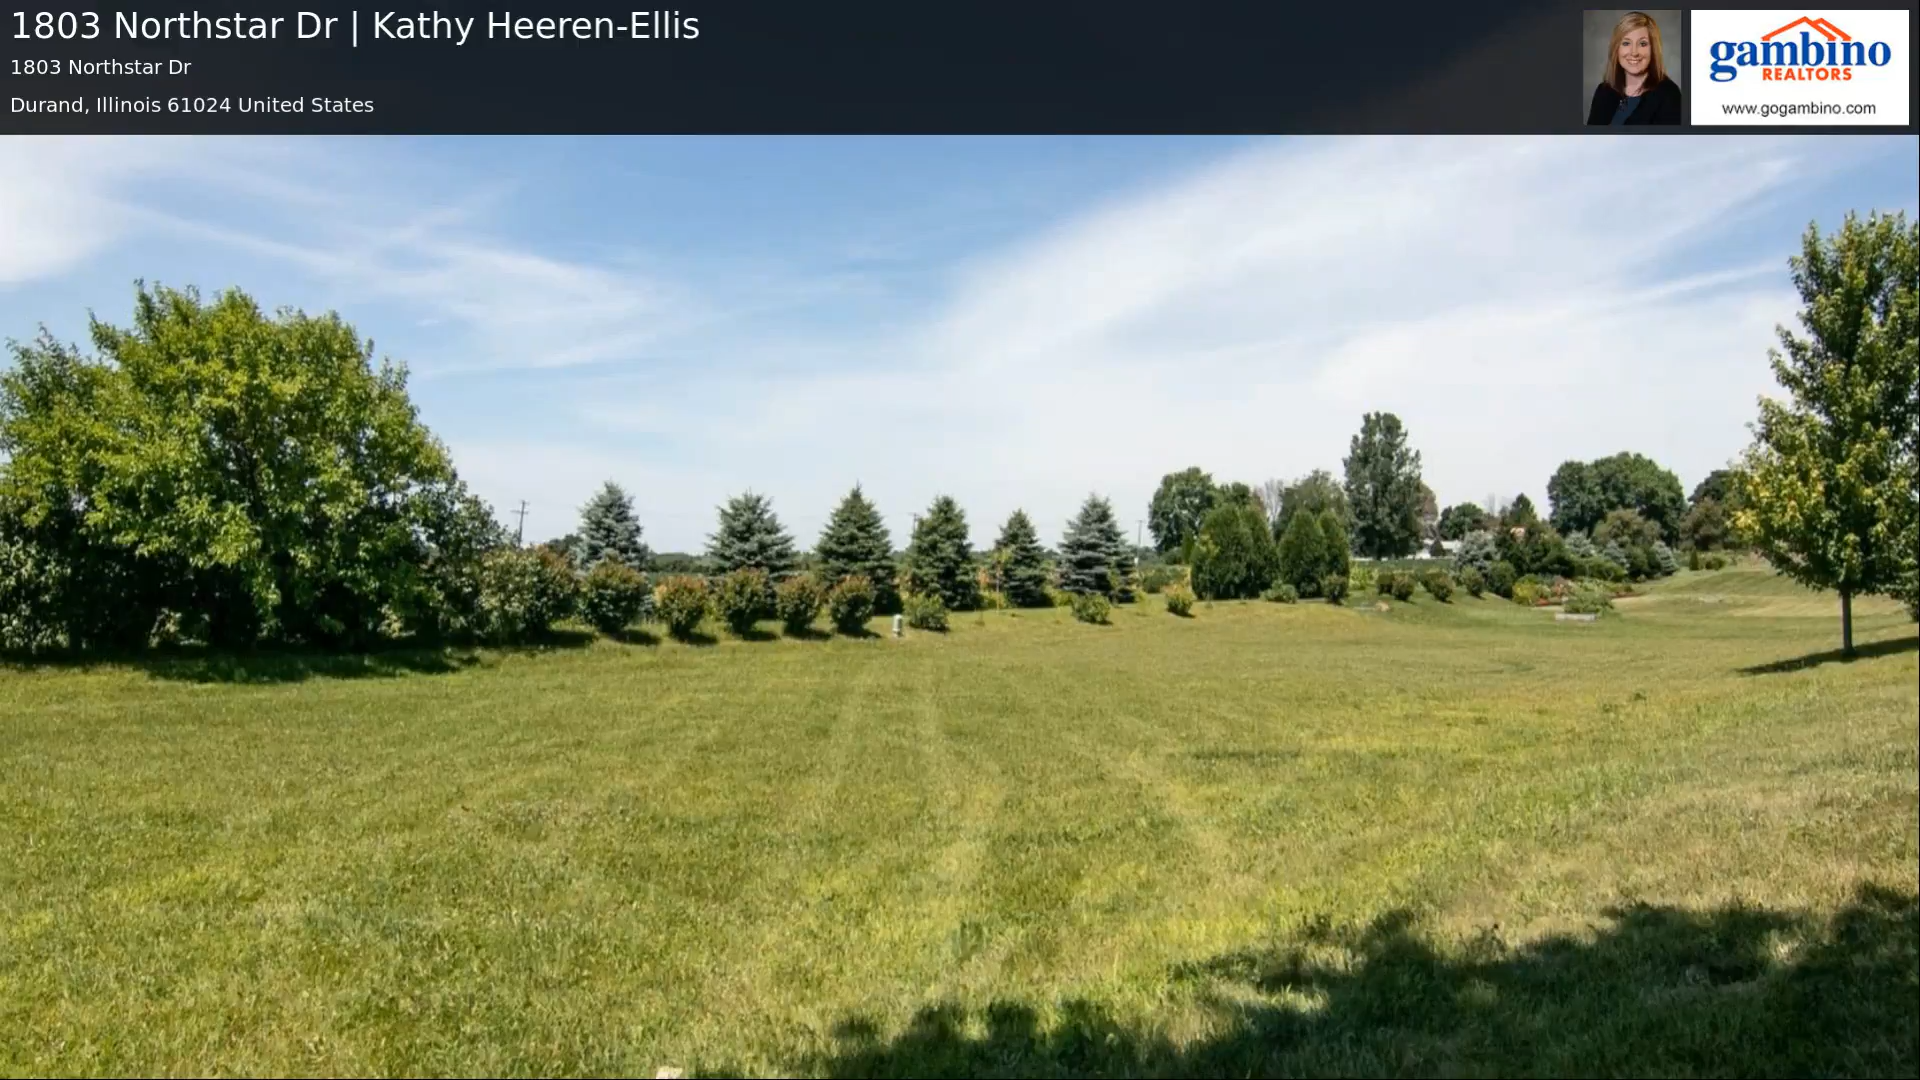 1803 Northstar Dr | Kathy Heeren-Ellis
1803 Northstar Dr
Durand, Illinois 61024 United States
gambino
REALTORS
www.gogambino.com